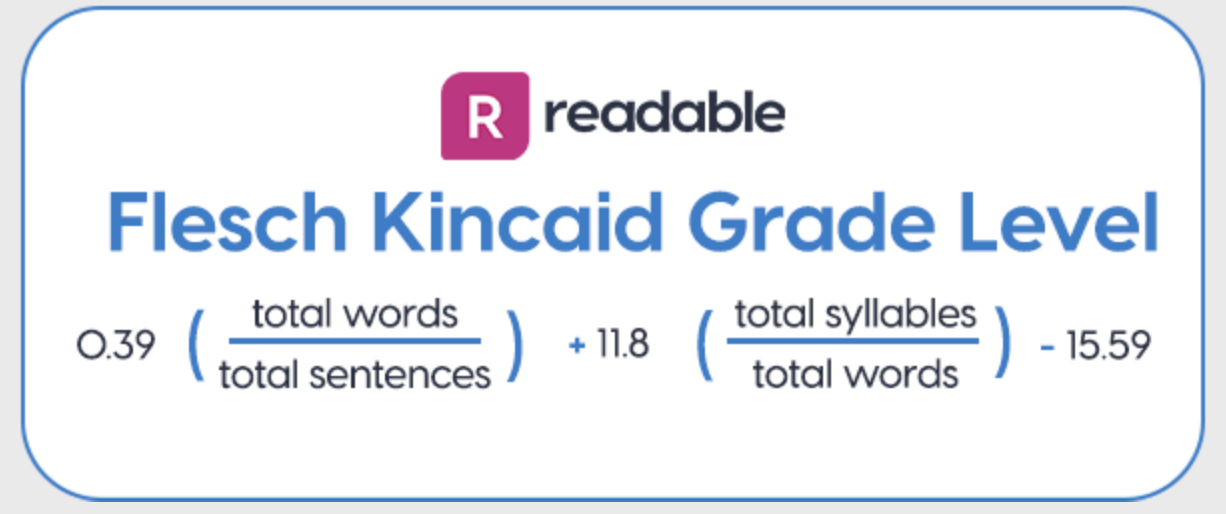 R readable
Flesch Kincaid Grade Level
0.39 ( total words / total sentences ) + 11.8 ( total syllables / total words ) - 15.59